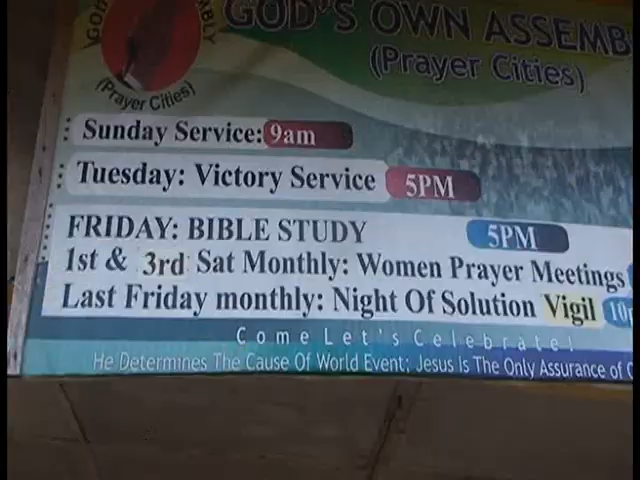 GOD'S OWN ASSEMB
(Prayer Cities)
(Prayer Cities)
Sunday Service: 9am
Tuesday: Victory Service 5PM
FRIDAY: BIBLE STUDY 5PM
1st & 3rd Sat Monthly: Women Prayer Meetings
Last Friday monthly: Night Of Solution Vigil 10p
Come Let's Celebrate!
He Determines The Cause Of World Event; Jesus is The Only Assurance of